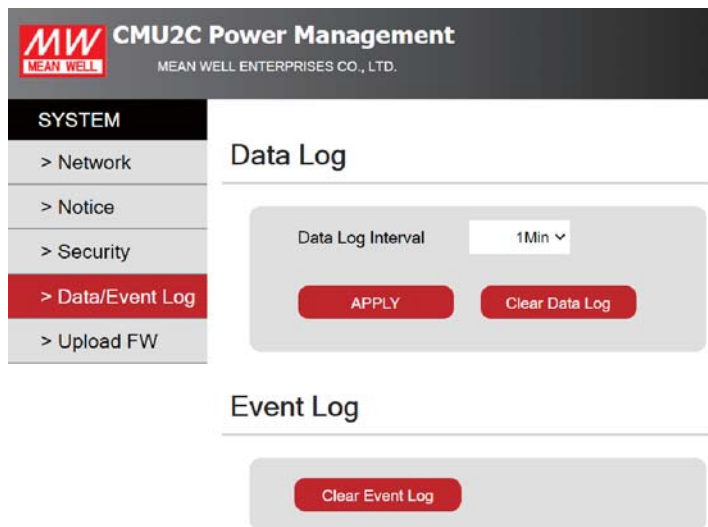 MW
MEAN WELL
CMU2C Power Management
MEAN WELL ENTERPRISES CO., LTD.
SYSTEM
> Network
> Notice
> Security
> Data/Event Log
> Upload FW
Data Log
Data Log Interval 1Min
APPLY Clear Data Log
Event Log
Clear Event Log